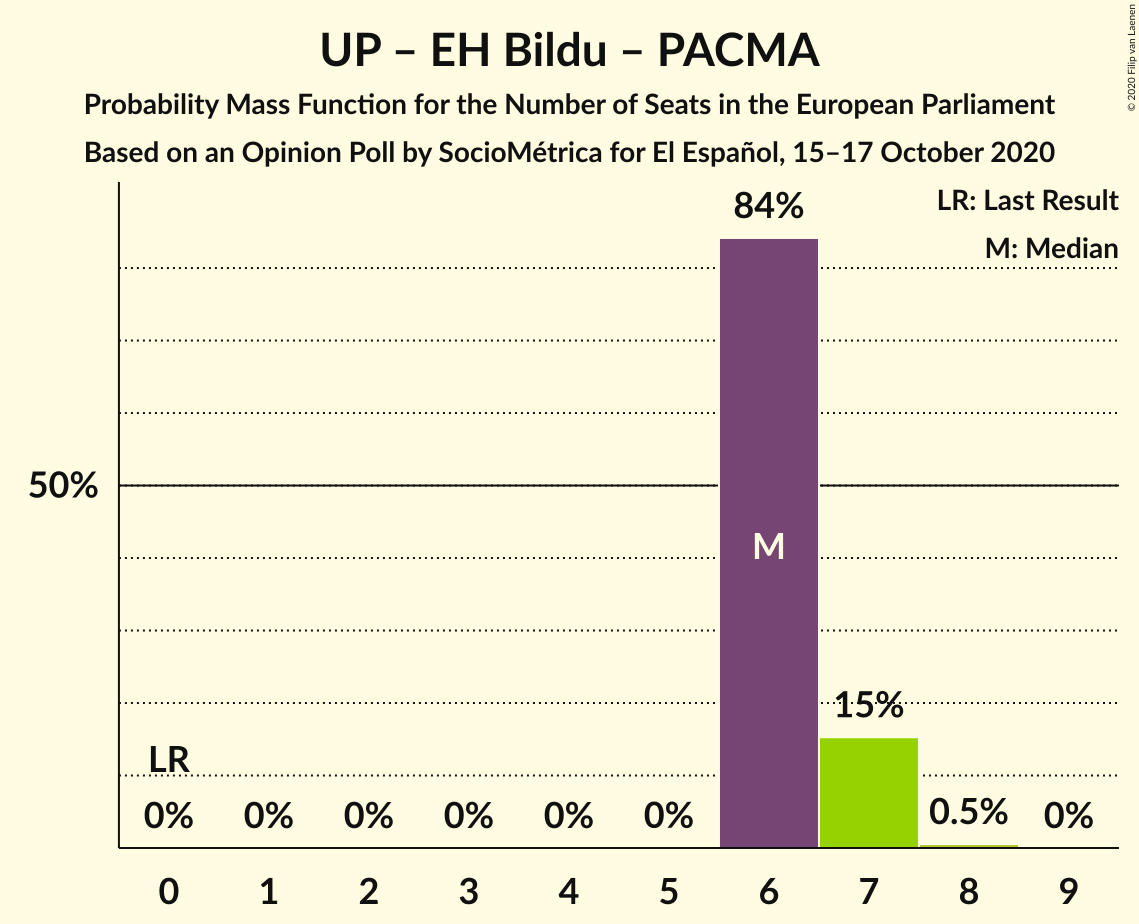 UP – EH Bildu – PACMA
Probability Mass Function for the Number of Seats in the European Parliament
Based on an Opinion Poll by SocioMétrica for El Español, 15–17 October 2020
© 2020 Filip van Laenen
LR: Last Result
M: Median
84%
50%
M
15%
LR
0% 0% 0% 0% 0% 0% 0.5% 0%
0 1 2 3 4 5 6 7 8 9